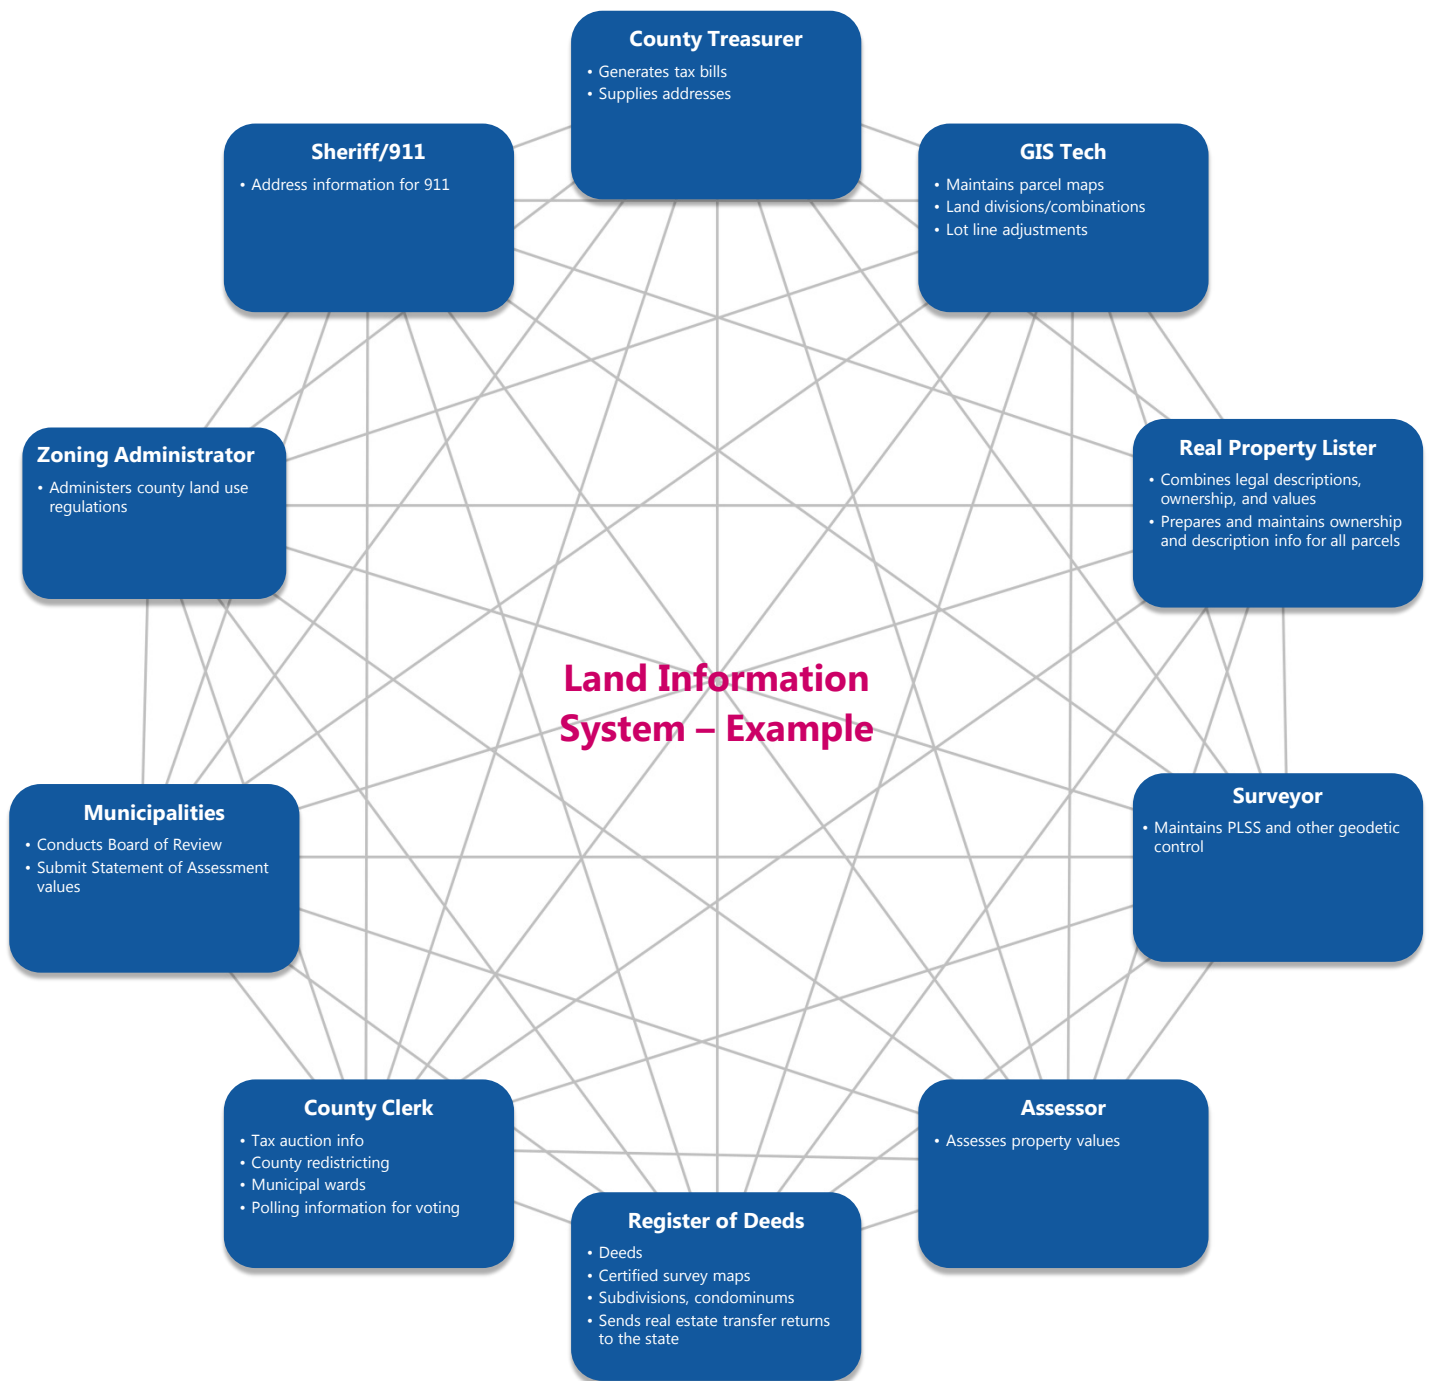 County Treasurer
• Generates tax bills
• Supplies addresses
Sheriff/911
• Address information for 911
GIS Tech
• Maintains parcel maps
• Land divisions/combinations
• Lot line adjustments
Zoning Administrator
• Administers county land use
regulations
Real Property Lister
• Combines legal descriptions,
ownership, and values
• Prepares and maintains ownership
and description info for all parcels
Land Information
System – Example
Municipalities
• Conducts Board of Review
• Submit Statement of Assessment
values
Surveyor
• Maintains PLSS and other geodetic
control
County Clerk
• Tax auction info
• County redistricting
• Municipal wards
• Polling information for voting
Assessor
• Assesses property values
Register of Deeds
• Deeds
• Certified survey maps
• Subdivisions, condominums
• Sends real estate transfer returns
to the state